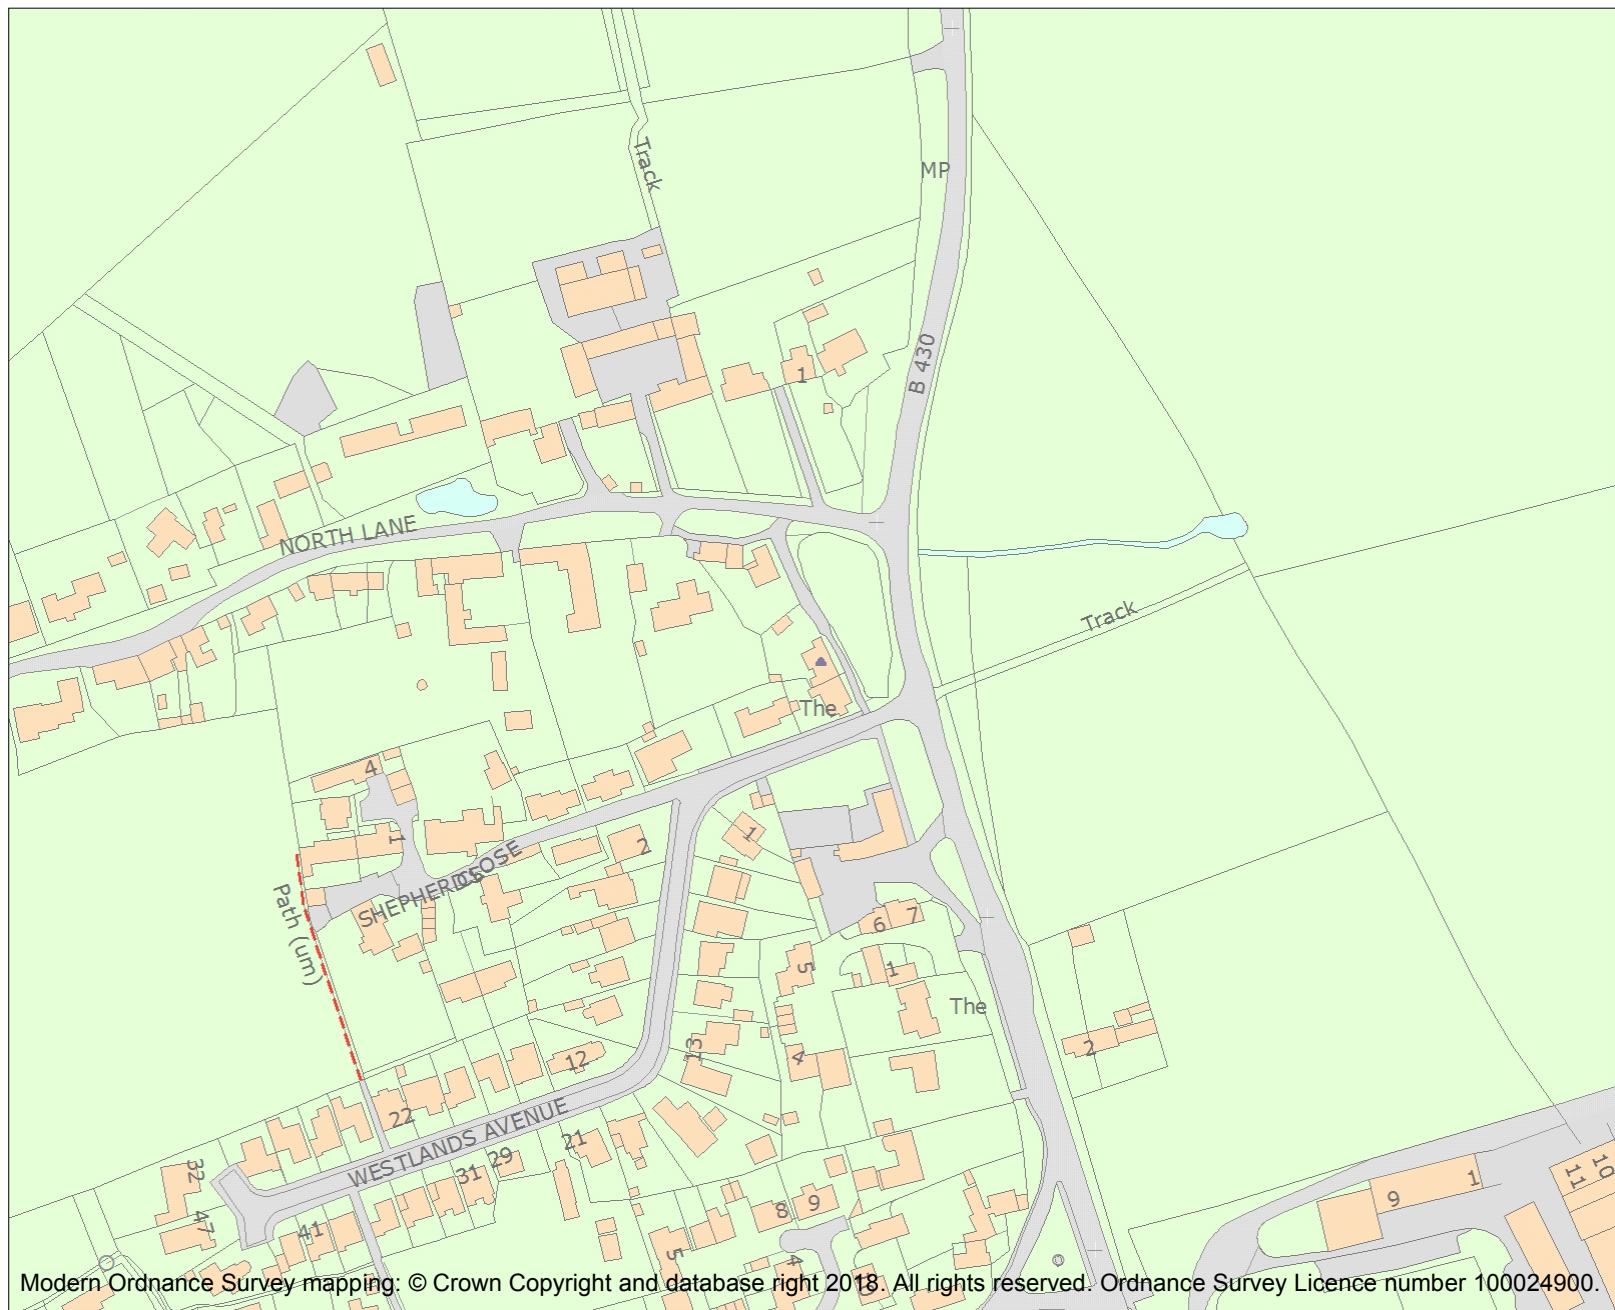 Track
MP
B 430
1
NORTH LANE
Track
The
4
1
1
2
SHEPHERDS CLOSE
Path (um)
6
7
5
1
The
13
4
2
12
22
WESTLANDS AVENUE
21
29
31
32
47
41
8
9
5
4
9
1
11
10
Modern Ordnance Survey mapping: © Crown Copyright and database right 2018. All rights reserved. Ordnance Survey Licence number 100024900.